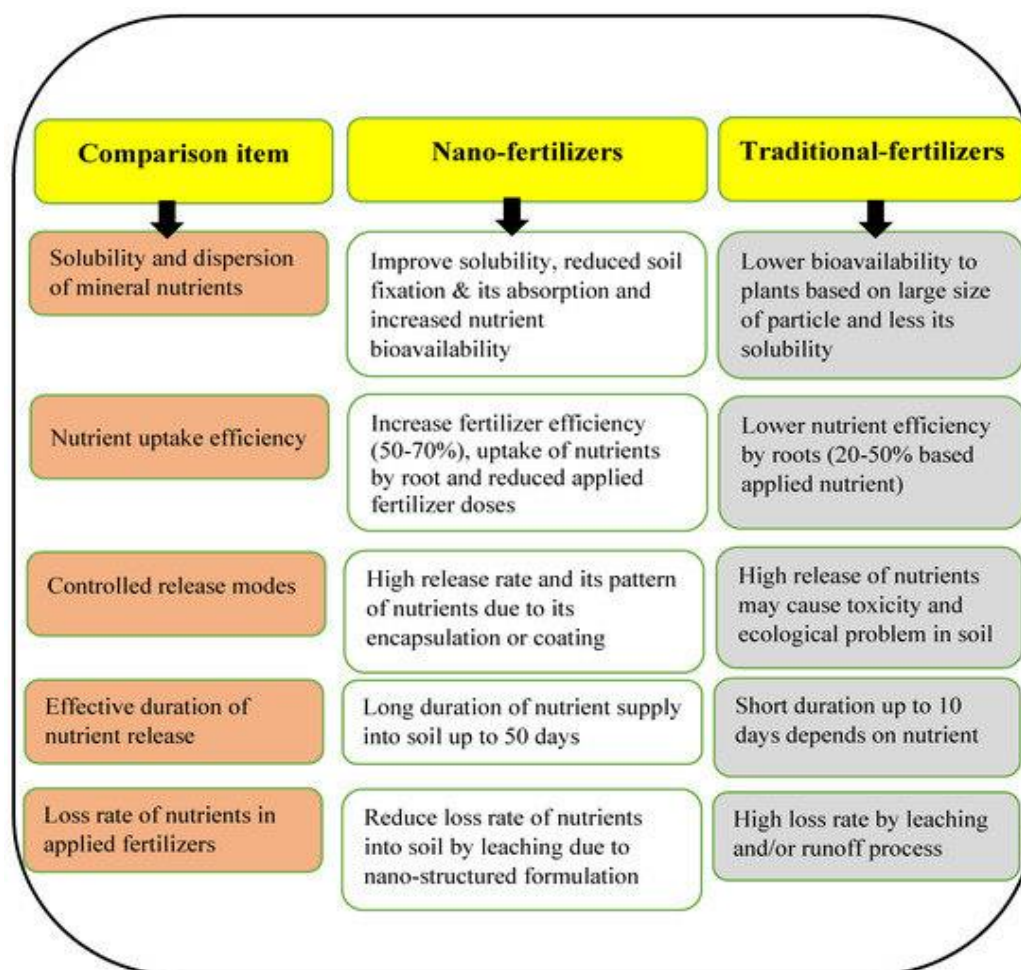 Comparison item
Nano-fertilizers
Traditional-fertilizers
Solubility and dispersion
of mineral nutrients
Improve solubility, reduced soil
fixation & its absorption and
increased nutrient
bioavailability
Lower bioavailability to
plants based on large size
of particle and less its
solubility
Nutrient uptake efficiency
Increase fertilizer efficiency
(50-70%), uptake of nutrients
by root and reduced applied
fertilizer doses
Lower nutrient efficiency
by roots (20-50% based
applied nutrient)
Controlled release modes
High release rate and its pattern
of nutrients due to its
encapsulation or coating
High release of nutrients
may cause toxicity and
ecological problem in soil
Effective duration of
nutrient release
Long duration of nutrient supply
into soil up to 50 days
Short duration up to 10
days depends on nutrient
Loss rate of nutrients in
applied fertilizers
Reduce loss rate of nutrients
into soil by leaching due to
nano-structured formulation
High loss rate by leaching
and/or runoff process